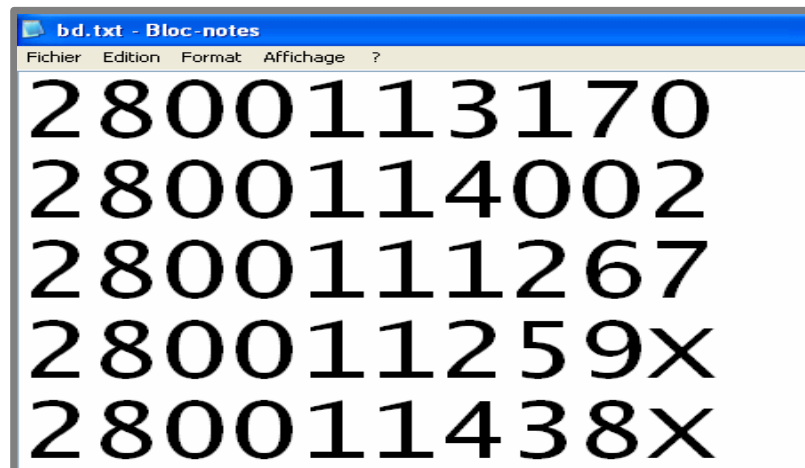 bd.txt - Bloc-notes
Fichier Edition Format Affichage ?
2800113170
2800114002
2800111267
280011259X
280011438X